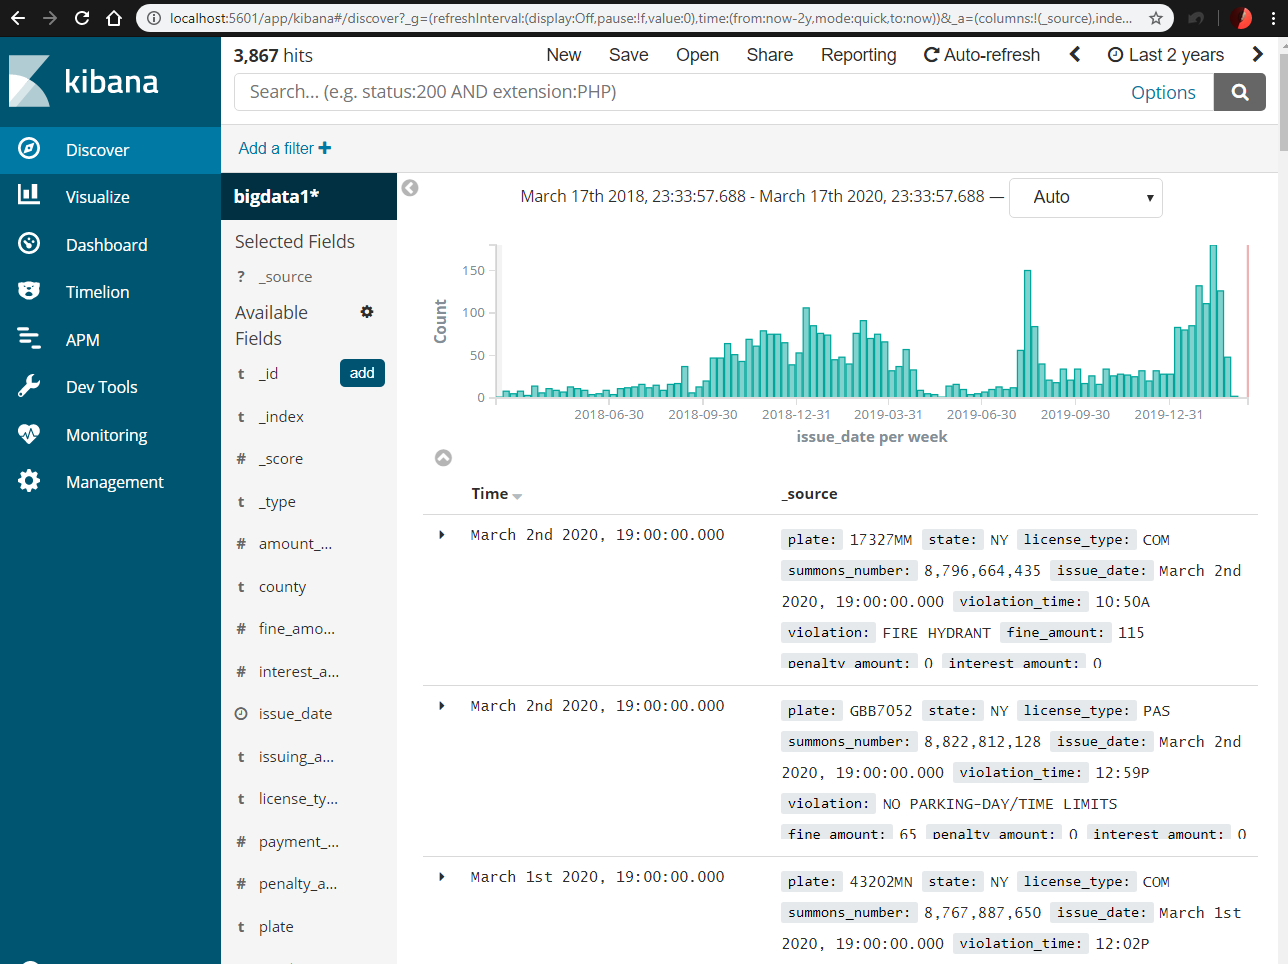 localhost:5601/app/kibana#/discover?_g=(refreshInterval:(display:Off,pause:!f,value:0),time:(from:now-2y,mode:quick,to:now))&_a=(columns:!(_source),inde...
kibana
Discover
Visualize
Dashboard
Timelion
APM
Dev Tools
Monitoring
Management
3,867 hits
New Save Open Share Reporting Auto-refresh Last 2 years
Search... (e.g. status:200 AND extension:PHP) Options
Add a filter
bigdata1*
Selected Fields
? _source
Available
Fields
t _id add
t _index
# _score
t _type
# amount_...
t county
# fine_amo...
# interest_a...
issue_date
t issuing_a...
t license_ty...
# payment_...
# penalty_a...
t plate
March 17th 2018, 23:33:57.688 - March 17th 2020, 23:33:57.688 — Auto
Count
150
100
50
0
2018-06-30 2018-09-30 2018-12-31 2019-03-31 2019-06-30 2019-09-30 2019-12-31
issue_date per week
Time _source
March 2nd 2020, 19:00:00.000 plate: 17327MM state: NY license_type: COM
summons_number: 8,796,664,435 issue_date: March 2nd
2020, 19:00:00.000 violation_time: 10:50A
violation: FIRE HYDRANT fine_amount: 115
penalty_amount: 0 interest_amount: 0
March 2nd 2020, 19:00:00.000 plate: GBB7052 state: NY license_type: PAS
summons_number: 8,822,812,128 issue_date: March 2nd
2020, 19:00:00.000 violation_time: 12:59P
violation: NO PARKING-DAY/TIME LIMITS
fine_amount: 65 penalty_amount: 0 interest_amount: 0
March 1st 2020, 19:00:00.000 plate: 43202MN state: NY license_type: COM
summons_number: 8,767,887,650 issue_date: March 1st
2020, 19:00:00.000 violation_time: 12:02P